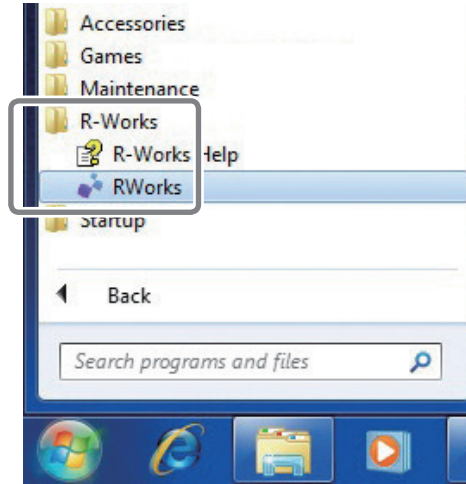 Accessories
Games
Maintenance
R-Works
R-Works Help
RWorks
Startup
Back
Search programs and files